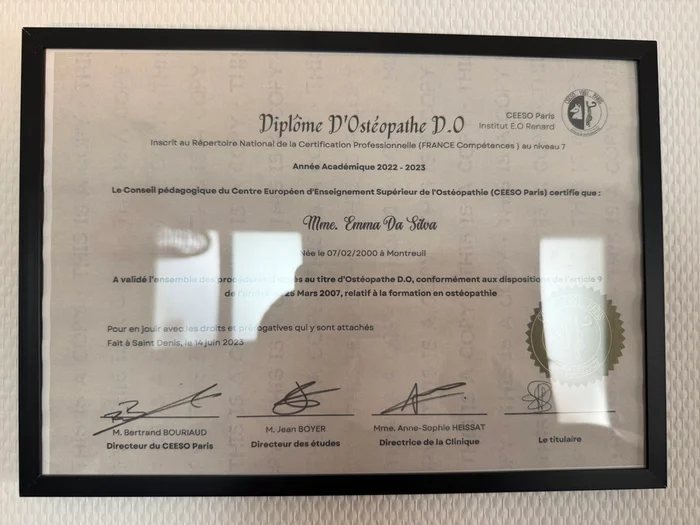 Diplôme D'Ostéopathe D.O
CEESO Paris
Institut E.O Renard
Inscrit au Répertoire National de la Certification Professionnelle (FRANCE Compétences ) au niveau 7
Année Académique 2022 - 2023
Le Conseil pédagogique du Centre Européen d'Enseignement Supérieur de l'Ostéopathie (CEESO Paris) certifie que :
Mme. Emma Da Silva
Née le 07/02/2000 à Montreuil
A validé l'ensemble des au titre d'Ostéopathe D.O, conformément aux dispositions de l'article 9
25 Mars 2007, relatif à la formation en ostéopathie
Pour en jouir avec les droits et prérogatives qui y sont attachés
Fait à Saint Denis, le 14 juin 2023
M. Bertrand BOURIAUD
Directeur du CEESO Paris
M. Jean BOYER
Directeur des études
Mme. Anne-Sophie HEISSAT
Directrice de la Clinique
Le titulaire